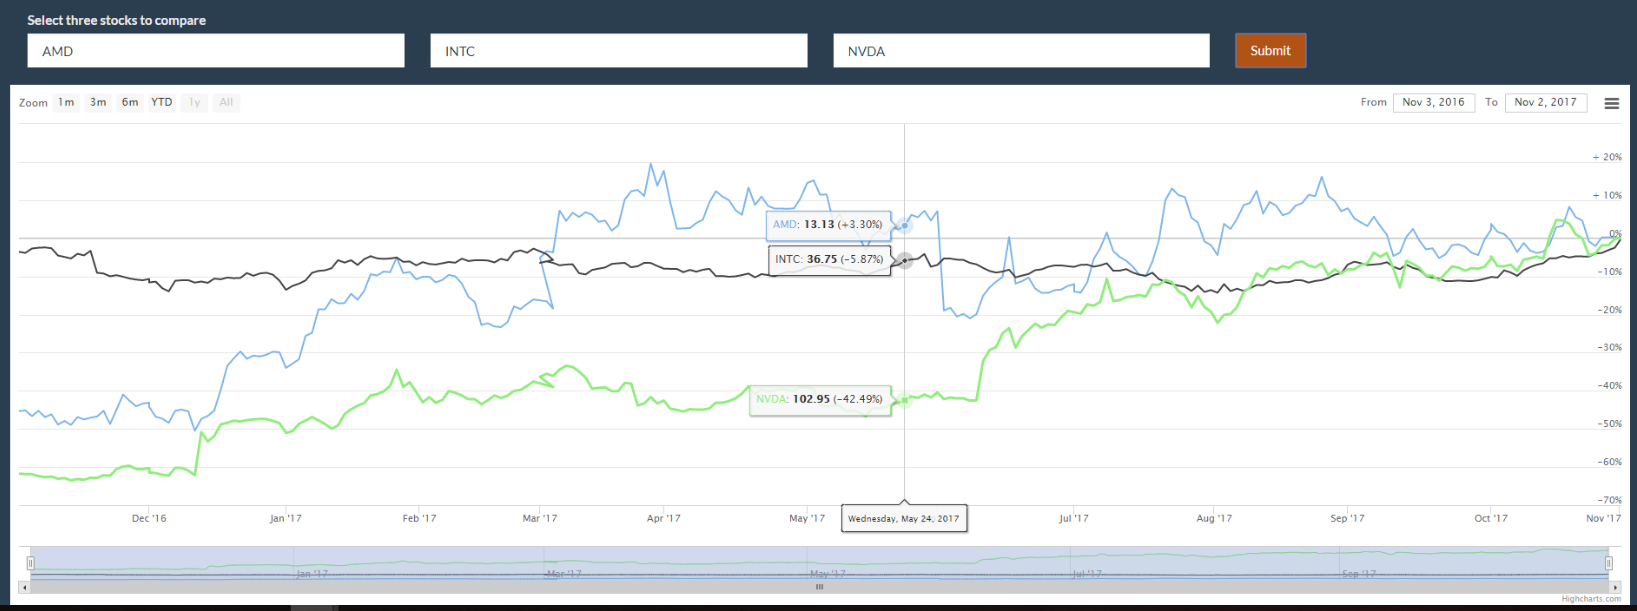 Select three stocks to compare
AMD INTC NVDA Submit
Zoom 1m 3m 6m YTD 1y All From Nov 3, 2016 To Nov 2, 2017
+ 20%
+ 10%
0%
-10%
-20%
-30%
-40%
-50%
-60%
-70%
AMD: 13.13 (+3.30%)
INTC: 36.75 (-5.87%)
NVDA: 102.95 (-42.49%)
Dec '16 Jan '17 Feb '17 Mar '17 Apr '17 May '17 Wednesday, May 24, 2017 Jul '17 Aug '17 Sep '17 Oct '17 Nov '17
Jan '17 Mar '17 May '17 Jul '17 Sep '17
Highcharts.com